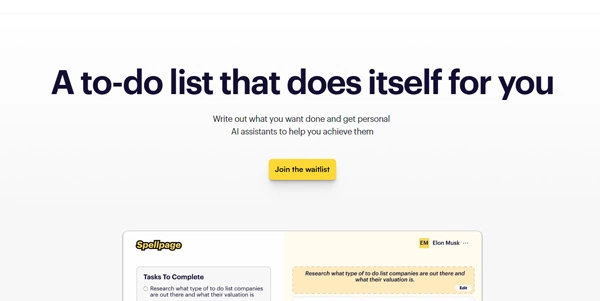 A to-do list that does itself for you
Write out what you want done and get personal
AI assistants to help you achieve them
Join the waitlist
Spellpage
EM Elon Musk ···
Tasks To Complete
Research what type of to do list companies
are out there and what their valuation is
Research what type of to do list companies are out there and
what their valuation is.
Edit